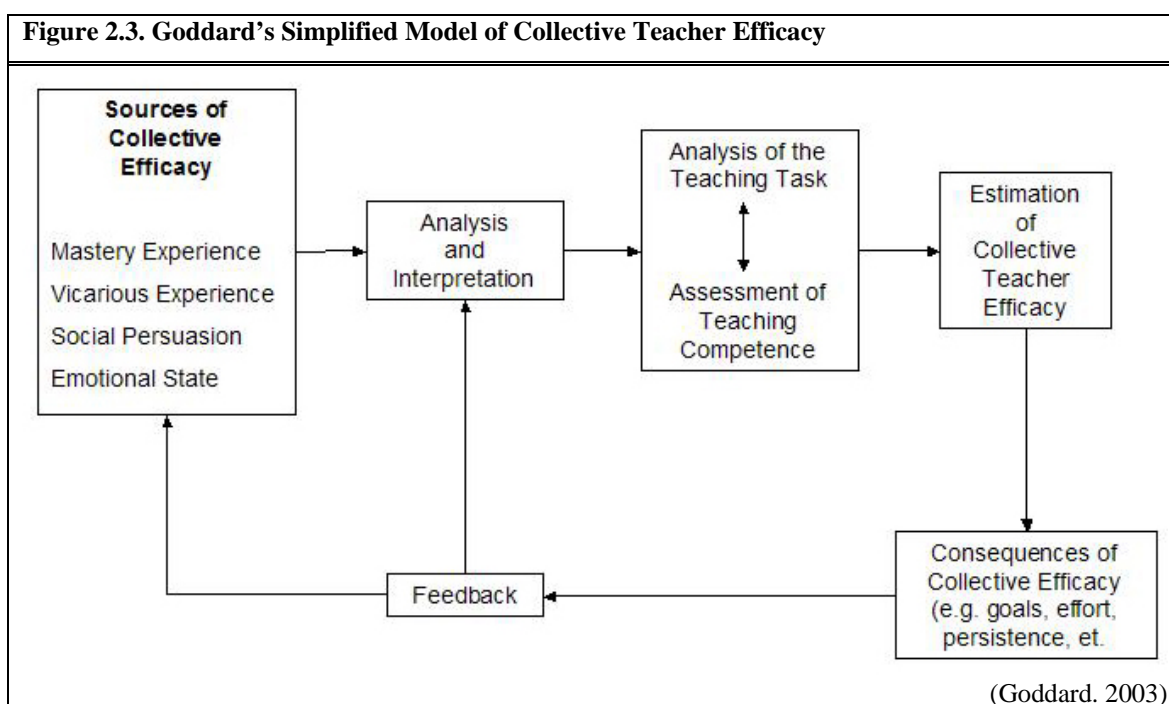 Figure 2.3. Goddard's Simplified Model of Collective Teacher Efficacy
Sources of
Collective
Efficacy
Mastery Experience
Vicarious Experience
Social Persuasion
Emotional State
Analysis
and
Interpretation
Analysis of the
Teaching Task
Assessment of
Teaching
Competence
Estimation
of
Collective
Teacher
Efficacy
Consequences of
Collective Efficacy
(e.g. goals, effort,
persistence, et.
Feedback
(Goddard. 2003)